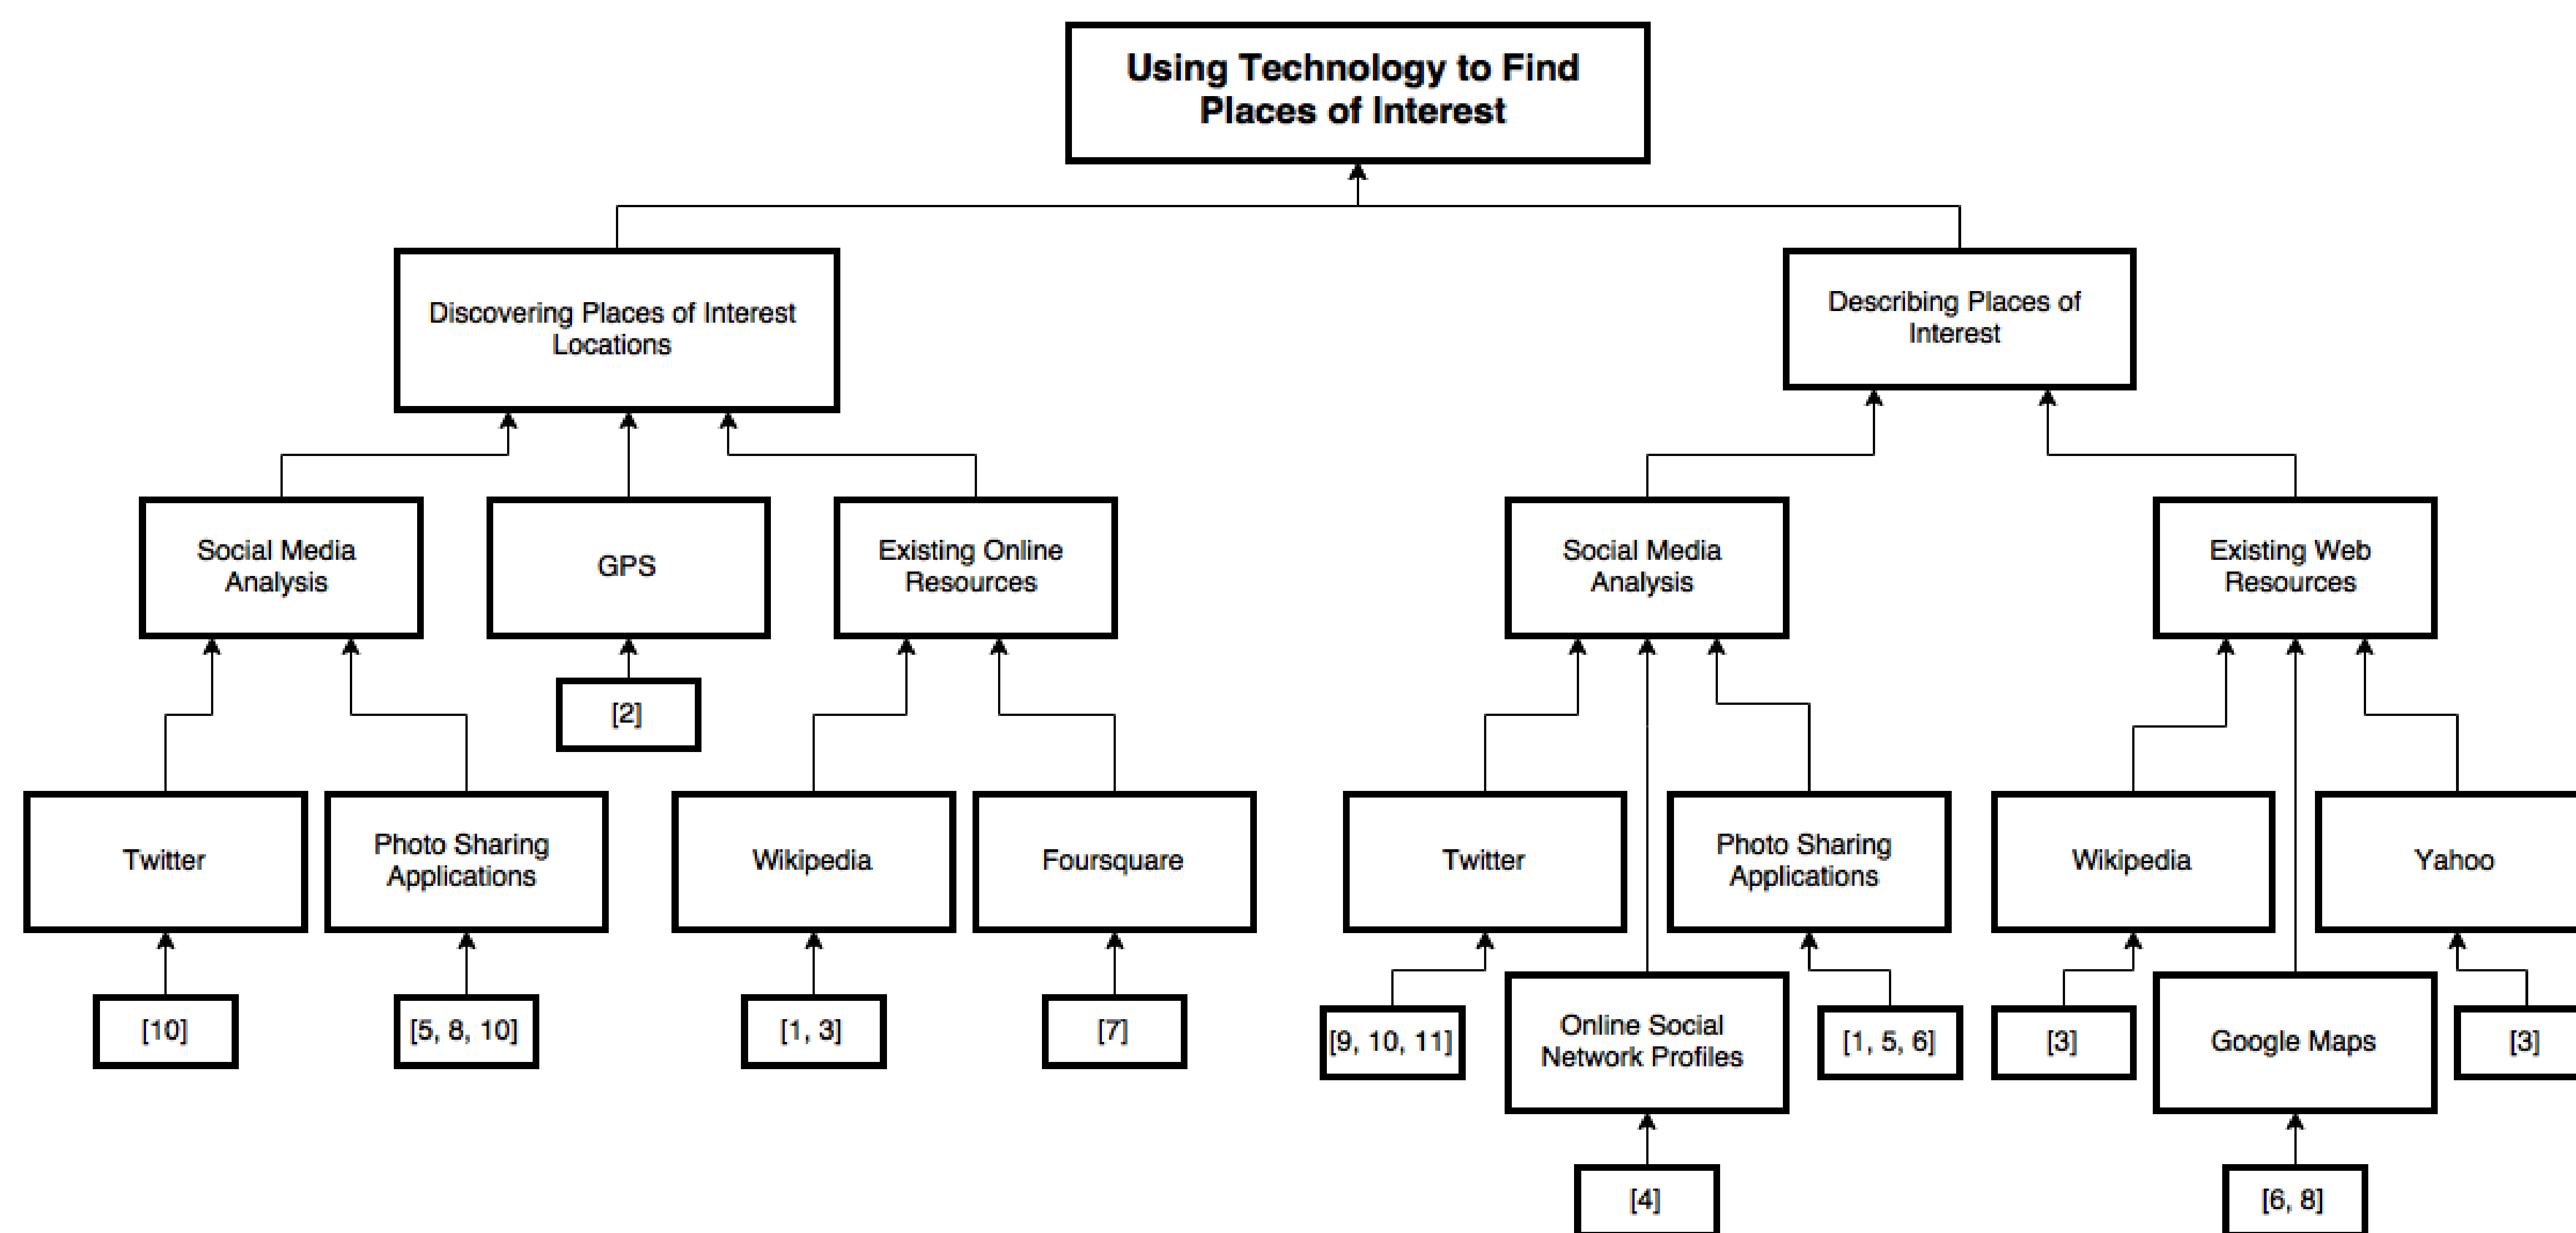 Using Technology to Find
Places of Interest
Discovering Places of Interest
Locations
Describing Places of
Interest
Social Media
Analysis
GPS
Existing Online
Resources
Social Media
Analysis
Existing Web
Resources
[2]
Twitter
Photo Sharing
Applications
Wikipedia
Foursquare
Twitter
Photo Sharing
Applications
Wikipedia
Yahoo
[10]
[5, 8, 10]
[1, 3]
[7]
[9, 10, 11]
Online Social
Network Profiles
[1, 5, 6]
[3]
Google Maps
[3]
[4]
[6, 8]